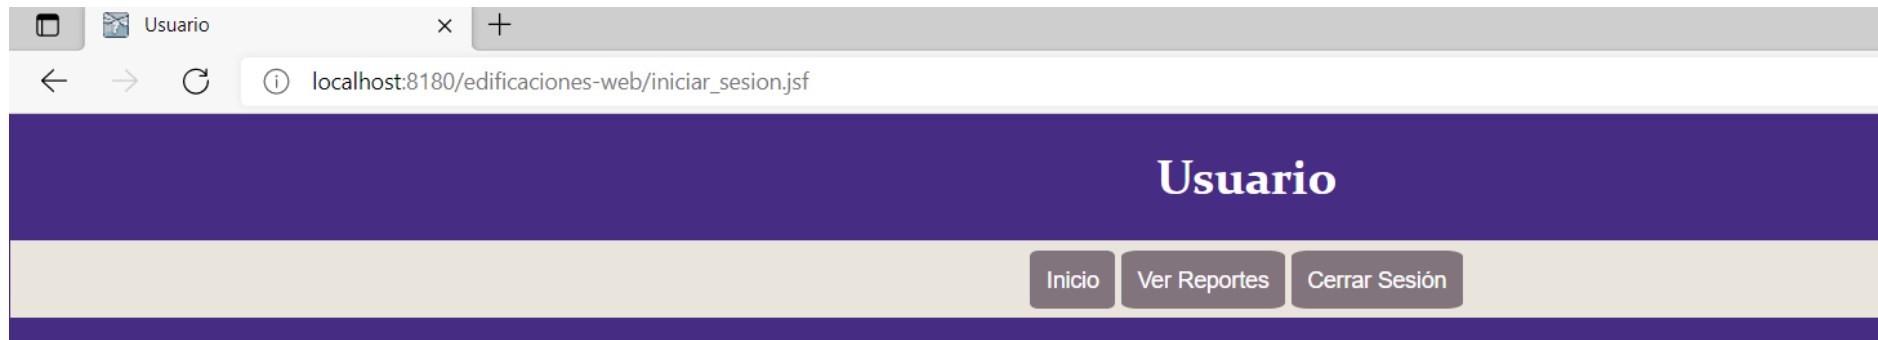 Usuario
localhost:8180/edificaciones-web/iniciar_sesion.jsf
Usuario
Inicio Ver Reportes Cerrar Sesión